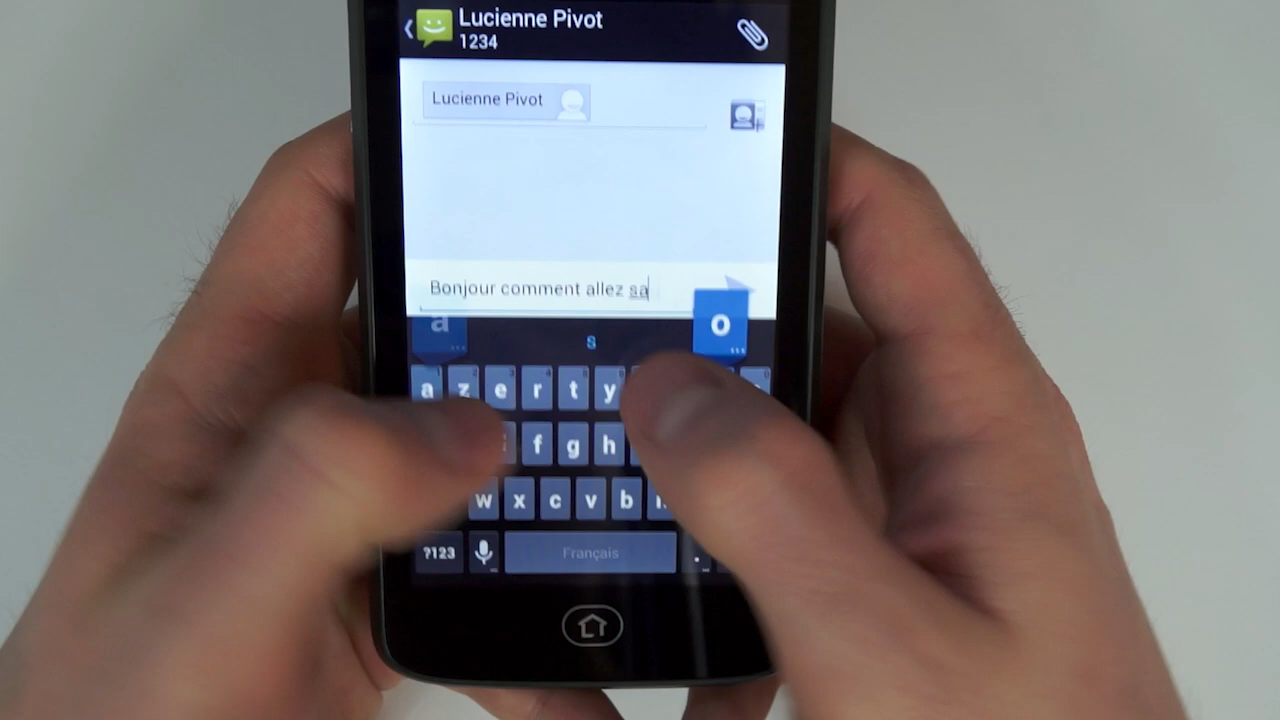 Lucienne Pivot
1234
Lucienne Pivot
Bonjour comment allez sa
a
o
s
a z e r t y
f g h
w x c v b
?123 Français .